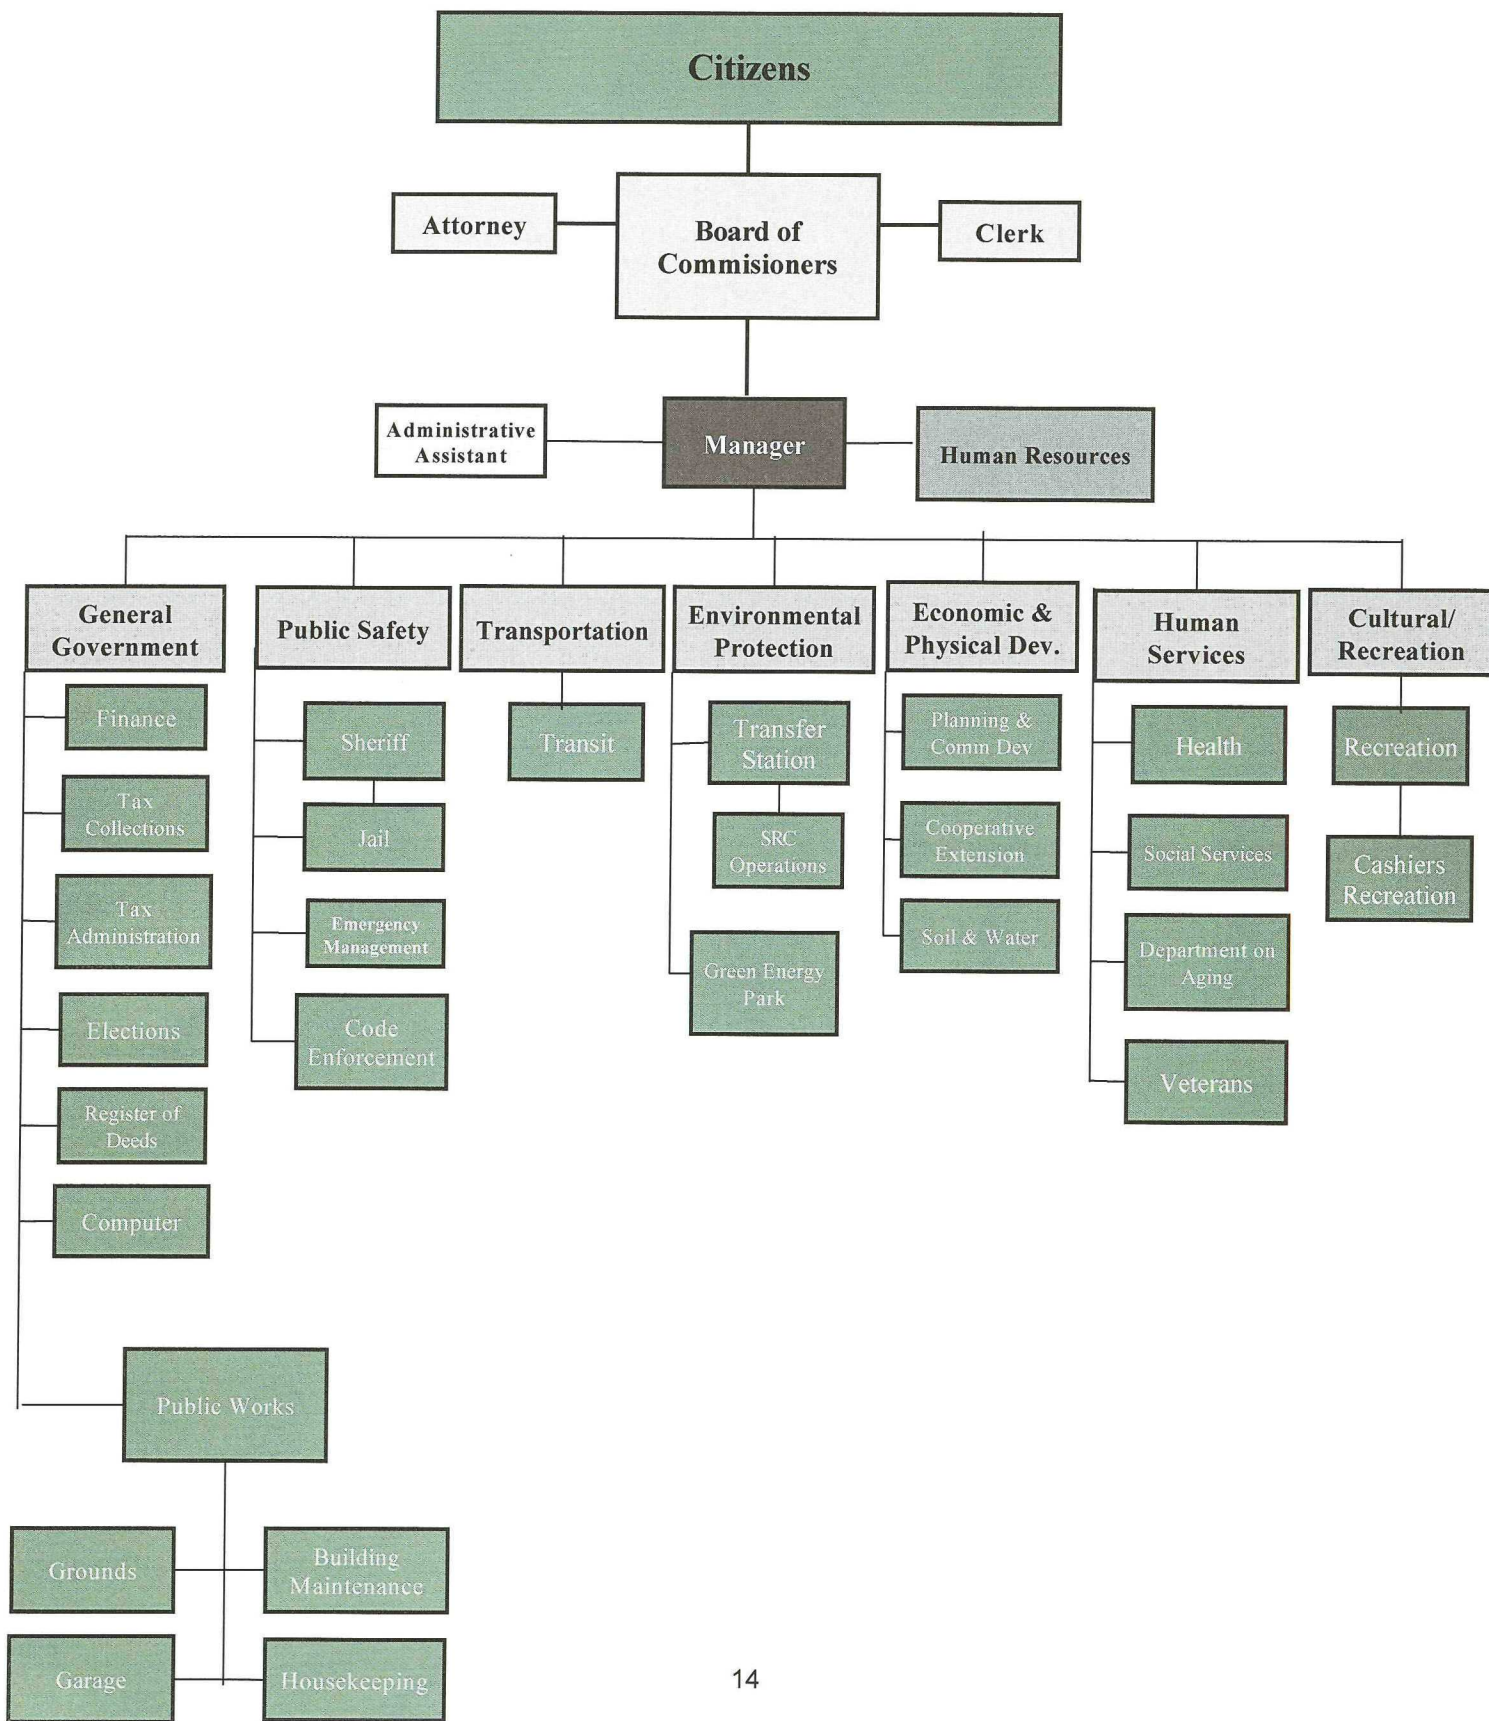 Citizens
Attorney
Board of
Commisioners
Clerk
Administrative
Assistant
Manager
Human Resources
General
Government
Public Safety
Transportation
Environmental
Protection
Economic &
Physical Dev.
Human
Services
Cultural/
Recreation
Finance
Tax
Collections
Tax
Administration
Elections
Register of
Deeds
Computer
Public Works
Grounds
Building
Maintenance
Garage
Housekeeping
Sheriff
Jail
Emergency
Management
Code
Enforcement
Transit
Transfer
Station
SRC
Operations
Green Energy
Park
Planning &
Comm Dev
Cooperative
Extension
Soil & Water
Health
Social Services
Department on
Aging
Veterans
Recreation
Cashiers
Recreation
14